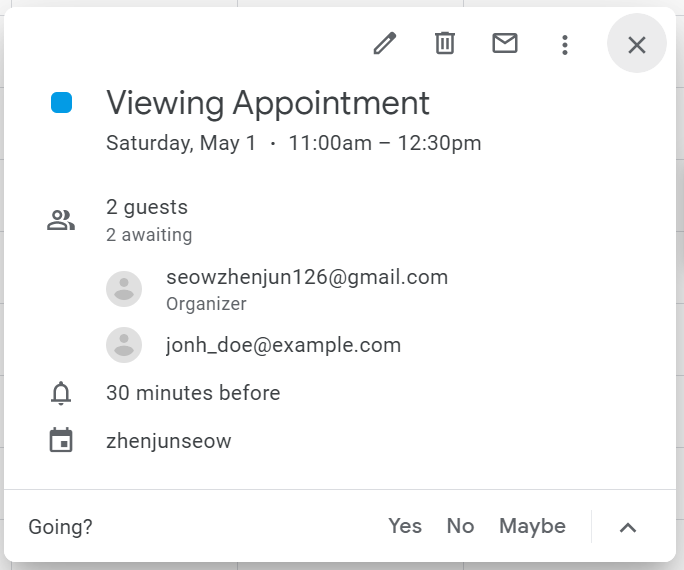 Viewing Appointment
Saturday, May 1 · 11:00am – 12:30pm
2 guests
2 awaiting
seowzhenjun126@gmail.com
Organizer
jonh_doe@example.com
30 minutes before
zhenjunseow
Going?
Yes No Maybe